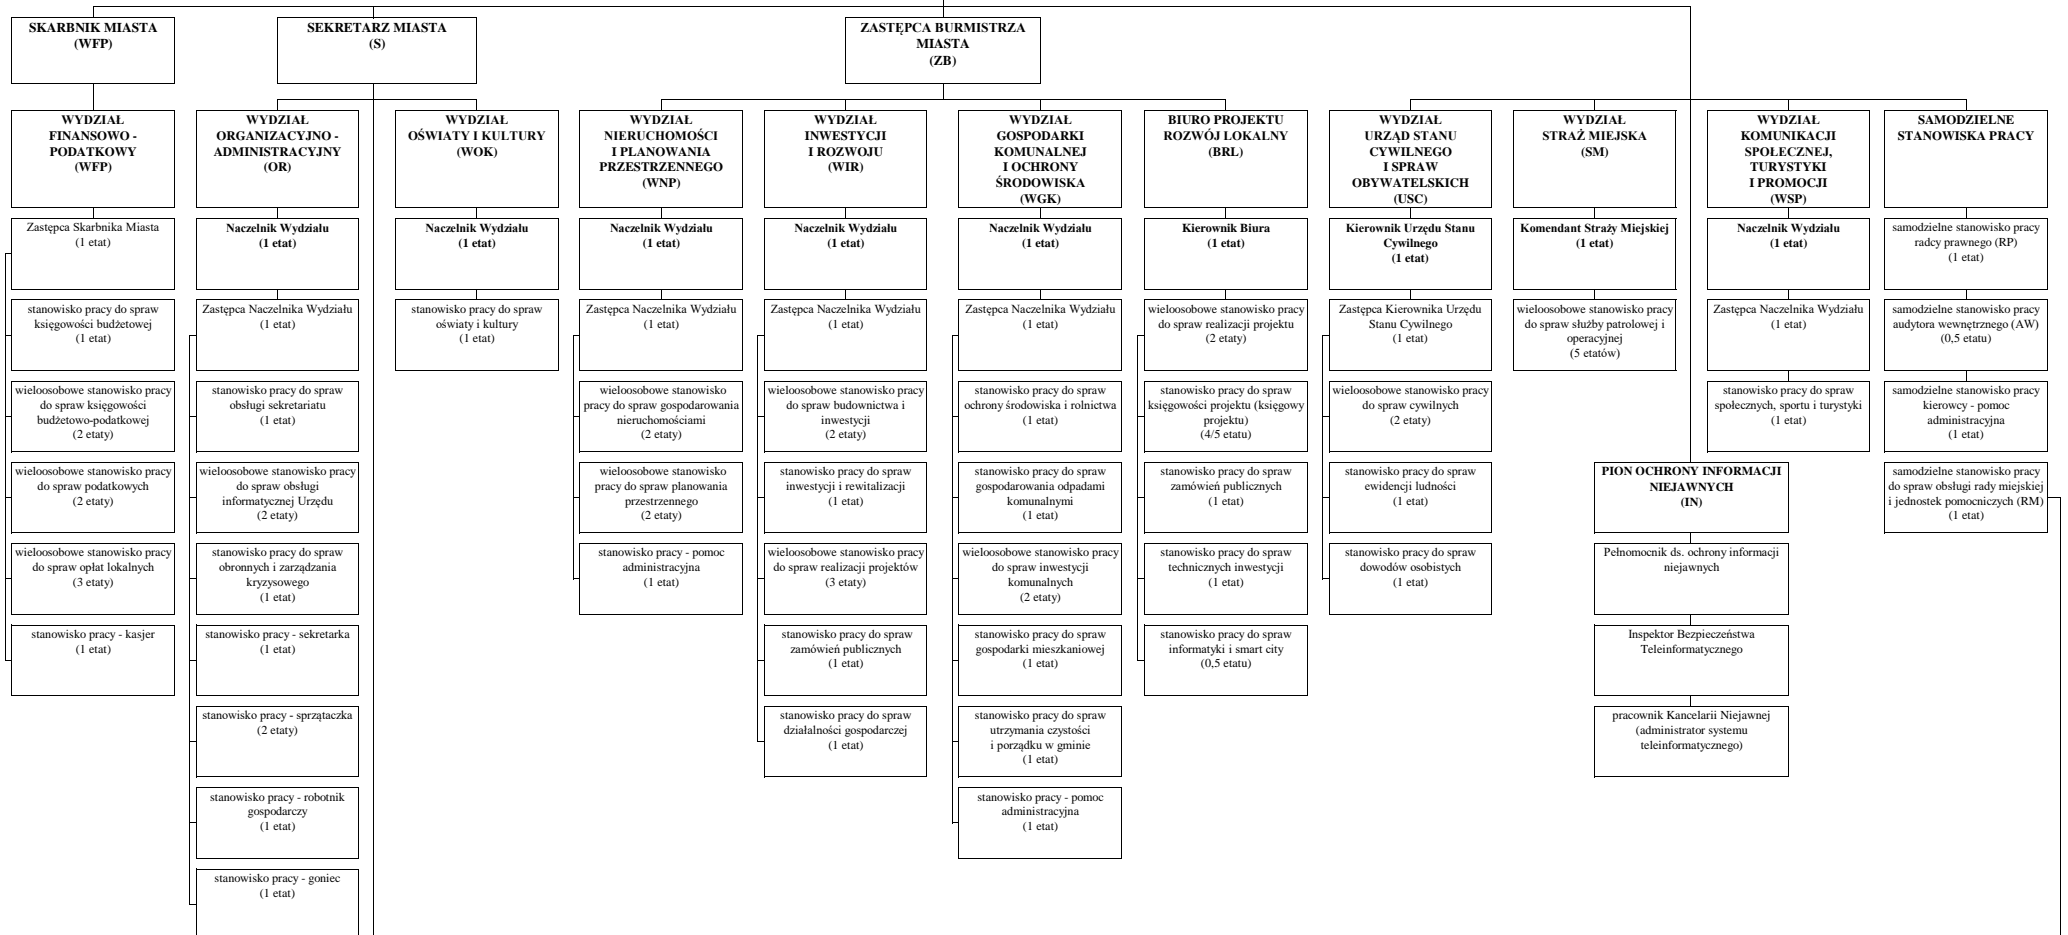 SKARBNIK MIASTA
(WFP)
SEKRETARZ MIASTA
(S)
ZASTĘPCA BURMISTRZA
MIASTA
(ZB)
WYDZIAŁ
FINANSOWO -
PODATKOWY
(WFP)
Zastępca Skarbnika Miasta
(1 etat)
stanowisko pracy do spraw
księgowości budżetowej
(1 etat)
wieloosobowe stanowisko pracy
do spraw księgowości
budżetowo-podatkowej
(2 etaty)
wieloosobowe stanowisko pracy
do spraw podatkowych
(2 etaty)
wieloosobowe stanowisko pracy
do spraw opłat lokalnych
(3 etaty)
stanowisko pracy - kasjer
(1 etat)
WYDZIAŁ
ORGANIZACYJNO -
ADMINISTRACYJNY
(OR)
Naczelnik Wydziału
(1 etat)
Zastępca Naczelnika Wydziału
(1 etat)
stanowisko pracy do spraw
obsługi sekretariatu
(1 etat)
wieloosobowe stanowisko pracy
do spraw obsługi
informatycznej Urzędu
(2 etaty)
stanowisko pracy do spraw
obronnych i zarządzania
kryzysowego
(1 etat)
stanowisko pracy - sekretarka
(1 etat)
stanowisko pracy - sprzątaczka
(2 etaty)
stanowisko pracy - robotnik
gospodarczy
(1 etat)
stanowisko pracy - goniec
(1 etat)
WYDZIAŁ
OŚWIATY I KULTURY
(WOK)
Naczelnik Wydziału
(1 etat)
stanowisko pracy do spraw
oświaty i kultury
(1 etat)
WYDZIAŁ
NIERUCHOMOŚCI
I PLANOWANIA
PRZESTRZENNEGO
(WNP)
Naczelnik Wydziału
(1 etat)
Zastępca Naczelnika Wydziału
(1 etat)
wieloosobowe stanowisko
pracy do spraw gospodarowania
nieruchomościami
(2 etaty)
wieloosobowe stanowisko
pracy do spraw planowania
przestrzennego
(2 etaty)
stanowisko pracy - pomoc
administracyjna
(1 etat)
WYDZIAŁ
INWESTYCJI
I ROZWOJU
(WIR)
Naczelnik Wydziału
(1 etat)
Zastępca Naczelnika Wydziału
(1 etat)
wieloosobowe stanowisko pracy
do spraw budownictwa i
inwestycji
(2 etaty)
stanowisko pracy do spraw
inwestycji i rewitalizacji
(1 etat)
wieloosobowe stanowisko pracy
do spraw realizacji projektów
(3 etaty)
stanowisko pracy do spraw
zamówień publicznych
(1 etat)
stanowisko pracy do spraw
działalności gospodarczej
(1 etat)
WYDZIAŁ
GOSPODARKI
KOMUNALNEJ
I OCHRONY
ŚRODOWISKA
(WGK)
Naczelnik Wydziału
(1 etat)
Zastępca Naczelnika Wydziału
(1 etat)
stanowisko pracy do spraw
ochrony środowiska i rolnictwa
(1 etat)
stanowisko pracy do spraw
gospodarowania odpadami
komunalnymi
(1 etat)
wieloosobowe stanowisko pracy
do spraw inwestycji
komunalnych
(2 etaty)
stanowisko pracy do spraw
gospodarki mieszkaniowej
(1 etat)
stanowisko pracy do spraw
utrzymania czystości
i porządku w gminie
(1 etat)
stanowisko pracy - pomoc
administracyjna
(1 etat)
BIURO PROJEKTU
ROZWÓJ LOKALNY
(BRL)
Kierownik Biura
(1 etat)
wieloosobowe stanowisko pracy
do spraw realizacji projektu
(2 etaty)
stanowisko pracy do spraw
księgowości projektu (księgowy
projektu)
(4/5 etatu)
stanowisko pracy do spraw
zamówień publicznych
(1 etat)
stanowisko pracy do spraw
technicznych inwestycji
(1 etat)
stanowisko pracy do spraw
informatyki i smart city
(0,5 etatu)
WYDZIAŁ
URZĄD STANU
CYWILNEGO
I SPRAW
OBYWATELSKICH
(USC)
Kierownik Urzędu Stanu
Cywilnego
(1 etat)
Zastępca Kierownika Urzędu
Stanu Cywilnego
(1 etat)
wieloosobowe stanowisko pracy
do spraw cywilnych
(2 etaty)
stanowisko pracy do spraw
ewidencji ludności
(1 etat)
stanowisko pracy do spraw
dowodów osobistych
(1 etat)
WYDZIAŁ
STRAŻ MIEJSKA
(SM)
Komendant Straży Miejskiej
(1 etat)
wieloosobowe stanowisko pracy
do spraw służby patrolowej i
operacyjnej
(5 etatów)
PION OCHRONY INFORMACJI
NIEJAWNYCH
(IN)
Pełnomocnik ds. ochrony informacji
niejawnych
Inspektor Bezpieczeństwa
Teleinformatycznego
pracownik Kancelarii Niejawnej
(administrator systemu
teleinformatycznego)
WYDZIAŁ
KOMUNIKACJI
SPOŁECZNEJ,
TURYSTYKI
I PROMOCJI
(WSP)
Naczelnik Wydziału
(1 etat)
Zastępca Naczelnika Wydziału
(1 etat)
stanowisko pracy do spraw
społecznych, sportu i turystyki
(1 etat)
SAMODZIELNE
STANOWISKA PRACY
samodzielne stanowisko pracy
radcy prawnego (RP)
(1 etat)
samodzielne stanowisko pracy
audytora wewnętrznego (AW)
(0,5 etatu)
samodzielne stanowisko pracy
kierowcy - pomoc
administracyjna
(1 etat)
samodzielne stanowisko pracy
do spraw obsługi rady miejskiej
i jednostek pomocniczych (RM)
(1 etat)